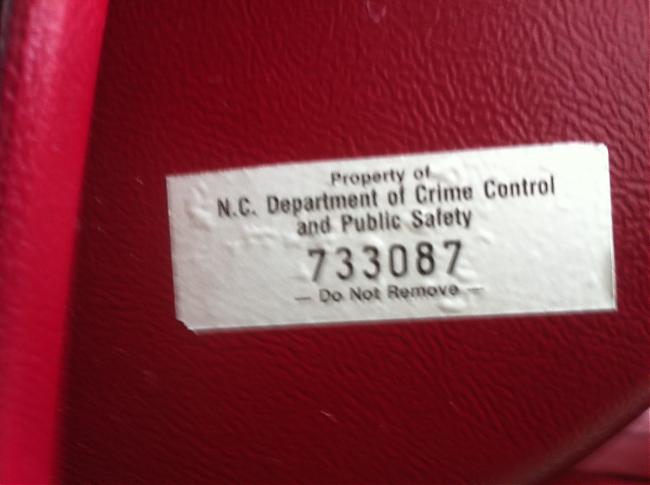 Property of
N.C. Department of Crime Control
and Public Safety
733087
— Do Not Remove —